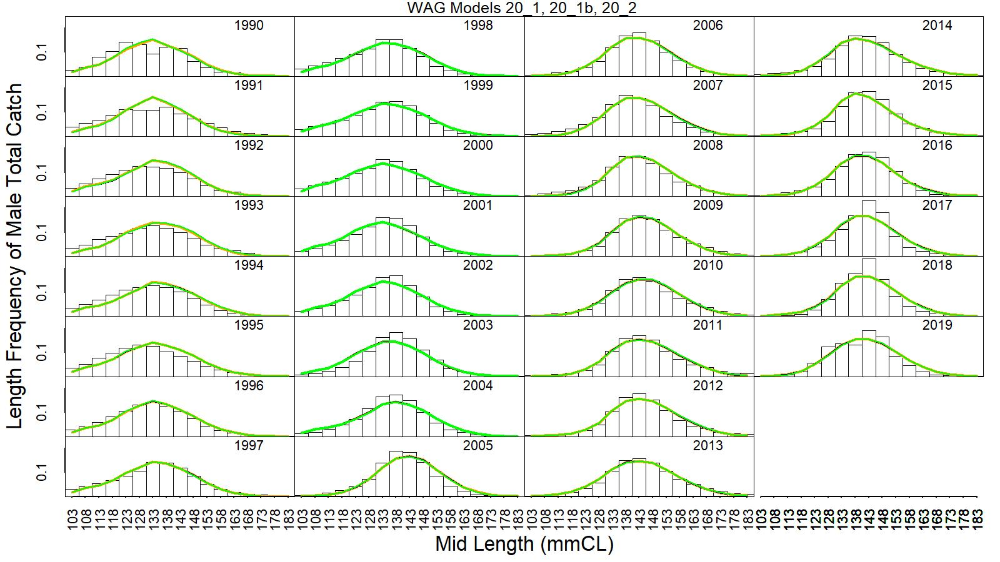 WAG Models 20_1, 20_1b, 20_2
Length Frequency of Male Total Catch
1990 1998 2006 2014
0.1
1991 1999 2007 2015
0.1
1992 2000 2008 2016
0.1
1993 2001 2009 2017
0.1
1994 2002 2010 2018
0.1
1995 2003 2011 2019
0.1
1996 2004 2012
0.1
1997 2005 2013
0.1
103 108 113 118 123 128 133 138 143 148 153 158 163 168 173 178 183 103 108 113 118 123 128 133 138 143 148 153 158 163 168 173 178 183 103 108 113 118 123 128 133 138 143 148 153 158 163 168 173 178 183 103 108 113 118 123 128 133 138 143 148 153 158 163 168 173 178 183
Mid Length (mmCL)